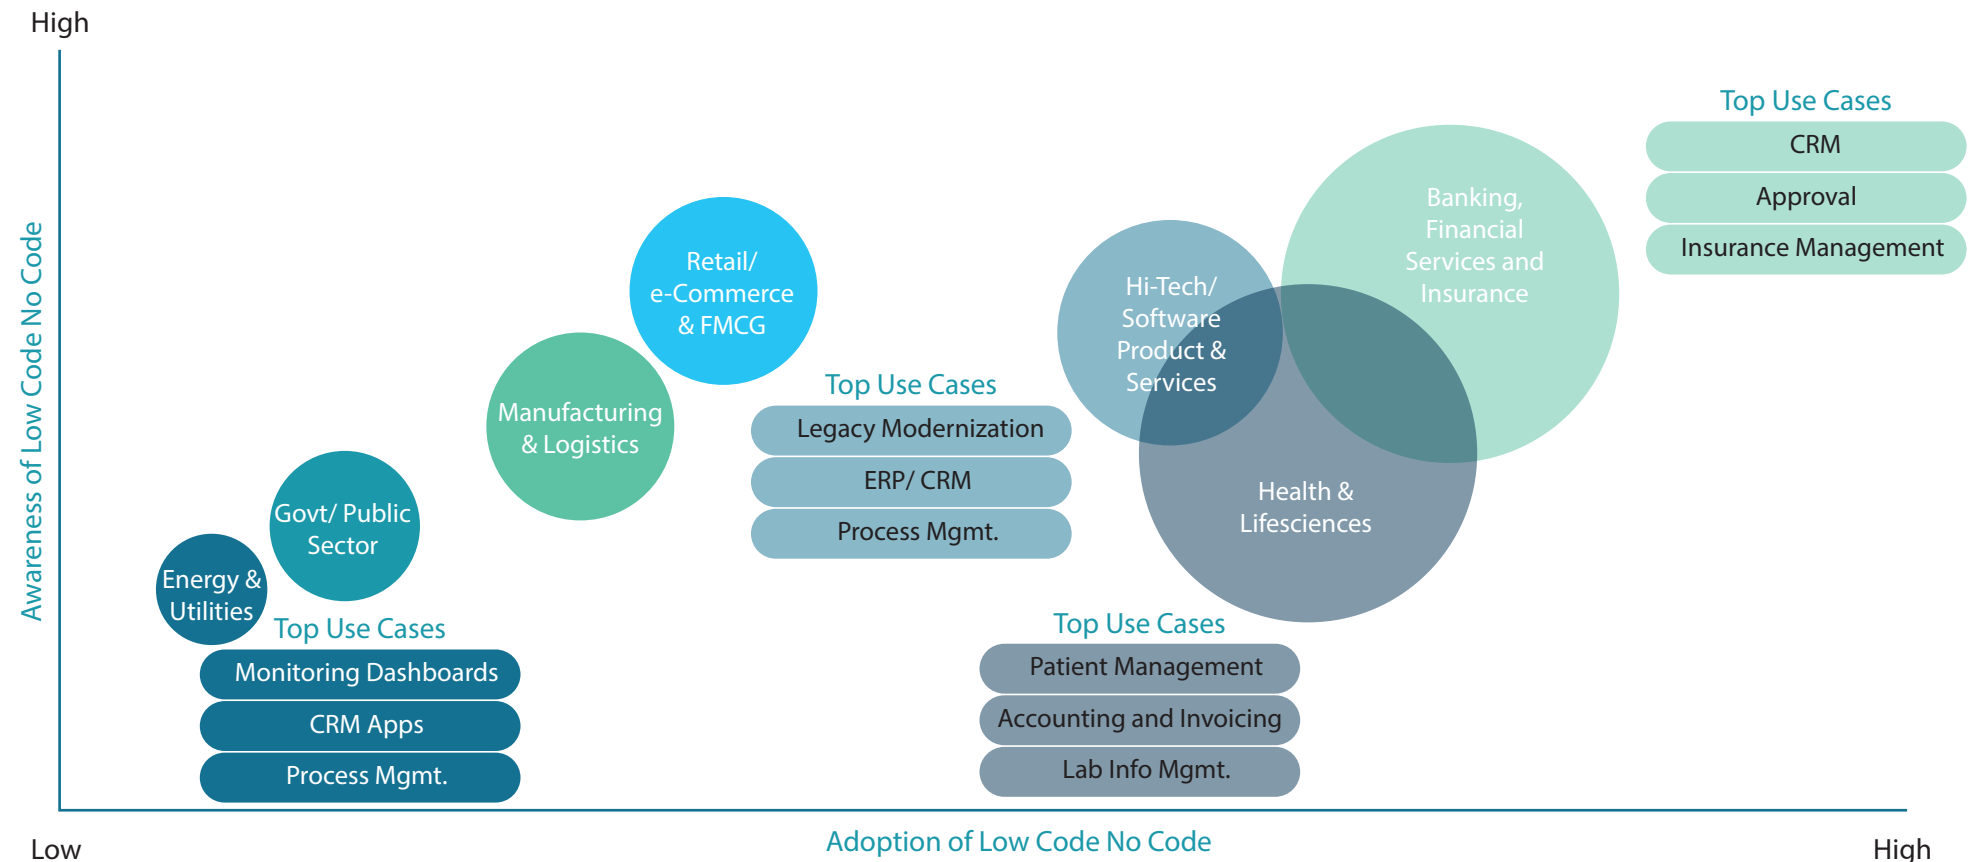 High
Awareness of Low Code No Code
Top Use Cases
CRM
Approval
Insurance Management
Banking,
Financial
Services and
Insurance
Retail/
e-Commerce
& FMCG
Hi-Tech/
Software
Product &
Services
Manufacturing
& Logistics
Top Use Cases
Legacy Modernization
ERP/ CRM
Process Mgmt.
Health &
Lifesciences
Govt/ Public
Sector
Energy &
Utilities
Top Use Cases
Monitoring Dashboards
CRM Apps
Process Mgmt.
Top Use Cases
Patient Management
Accounting and Invoicing
Lab Info Mgmt.
Low
Adoption of Low Code No Code
High